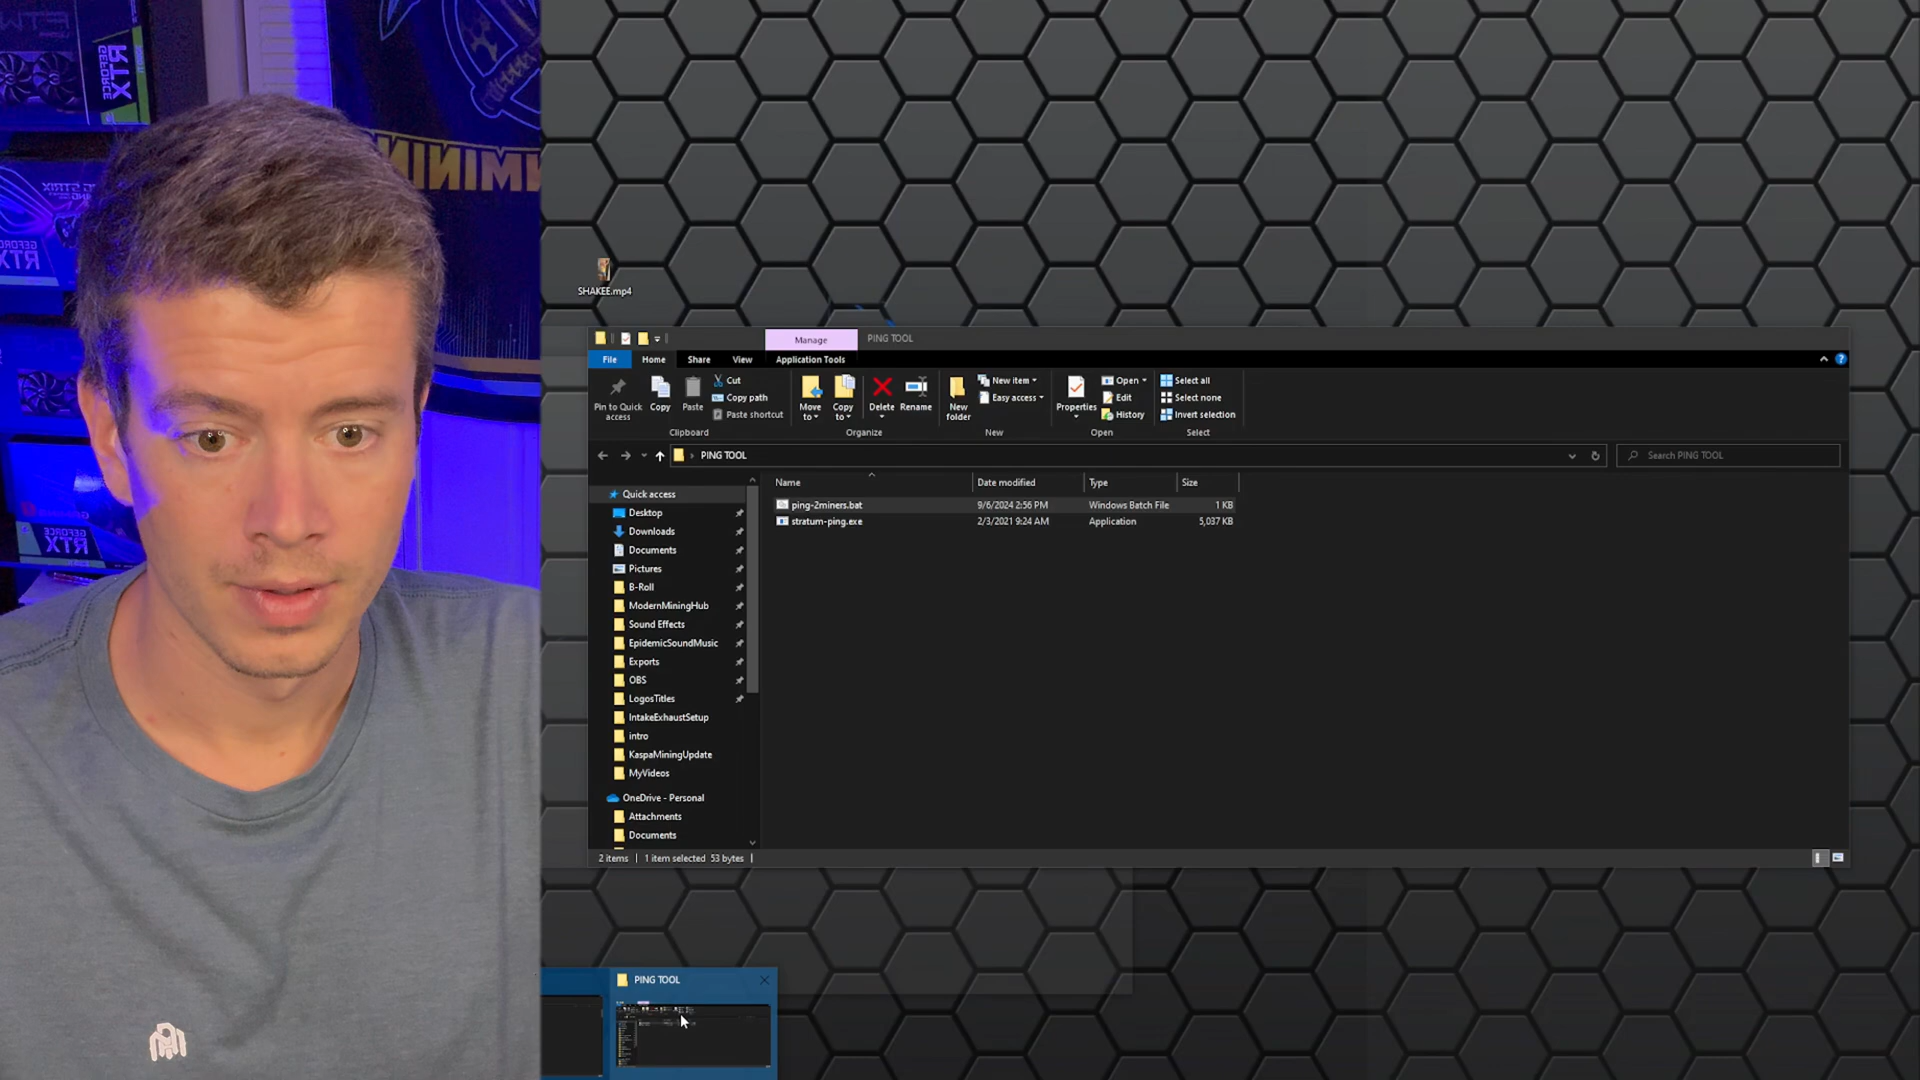 SHAKEE.mp4
Manage
PING TOOL
File
Home
Share
View
Application Tools
Pin to Quick access
Copy
Paste
Cut
Copy path
Paste shortcut
Clipboard
Move to
Copy to
Delete
Rename
Organize
New folder
New item
Easy access
New
Properties
Open
Edit
History
Open
Select all
Select none
Invert selection
Select
PING TOOL
Search PING TOOL
Name
Date modified
Type
Size
ping-2miners.bat
9/6/2024 2:56 PM
Windows Batch File
1 KB
stratum-ping.exe
2/3/2021 9:24 AM
Application
5,037 KB
Quick access
Desktop
Downloads
Documents
Pictures
B-Roll
ModernMiningHub
Sound Effects
EpidemicSoundMusic
Exports
OBS
LogosTitles
IntakeExhaustSetup
intro
KaspaMiningUpdate
MyVideos
OneDrive - Personal
Attachments
Documents
2 items
1 item selected 53 bytes
PING TOOL
GEFORCE RTX
GEFORCE RTX
GEFORCE RTX